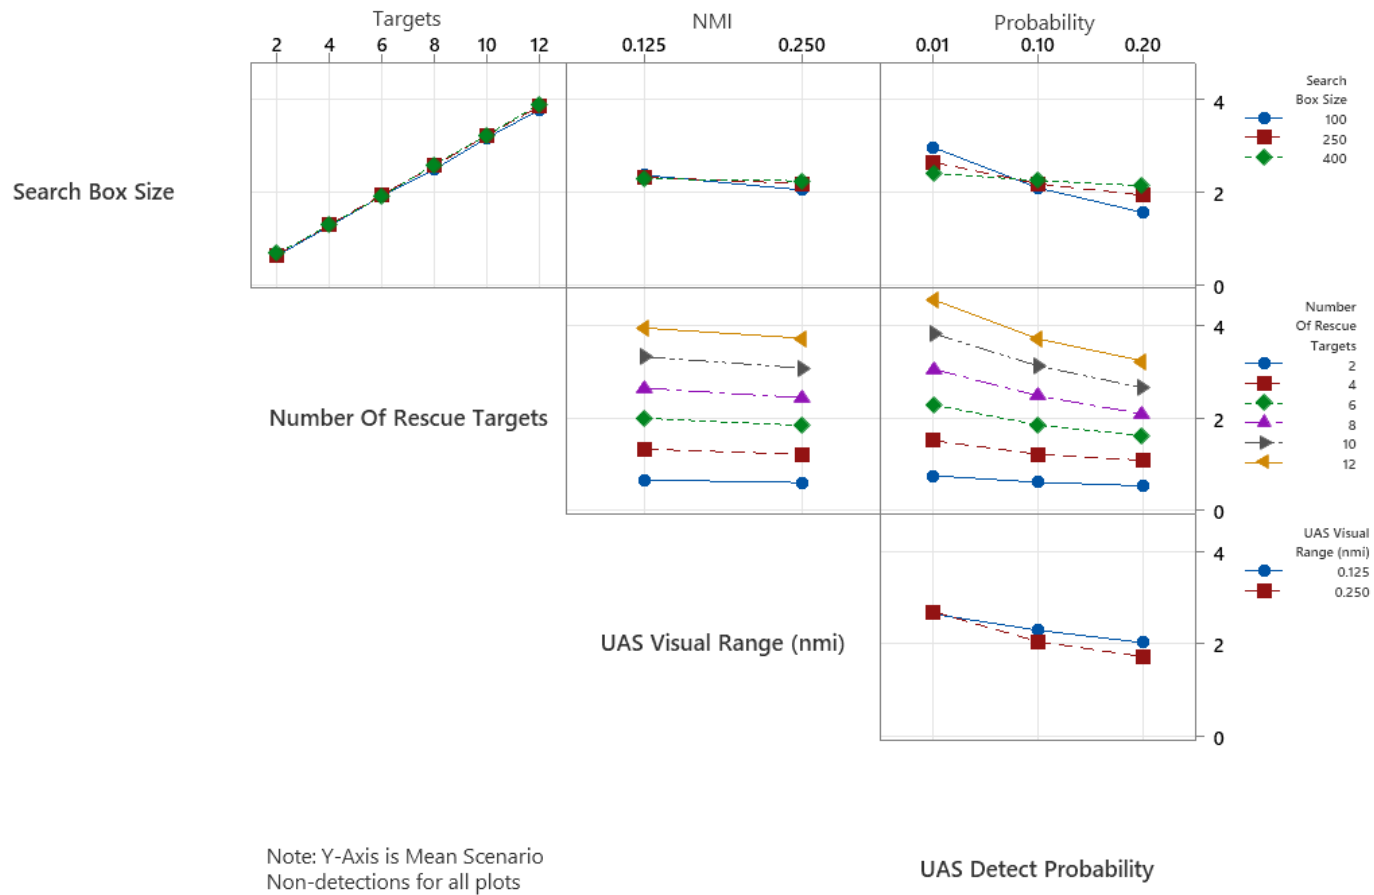 Targets
NMI
Probability
2 4 6 8 10 12
0.125 0.250
0.01 0.10 0.20
Search Box Size
4
2
0
Search
Box Size
100
250
400
Number Of Rescue Targets
4
2
0
Number
Of Rescue
Targets
2
4
6
8
10
12
UAS Visual Range (nmi)
4
2
0
UAS Visual
Range (nmi)
0.125
0.250
Note: Y-Axis is Mean Scenario
Non-detections for all plots
UAS Detect Probability